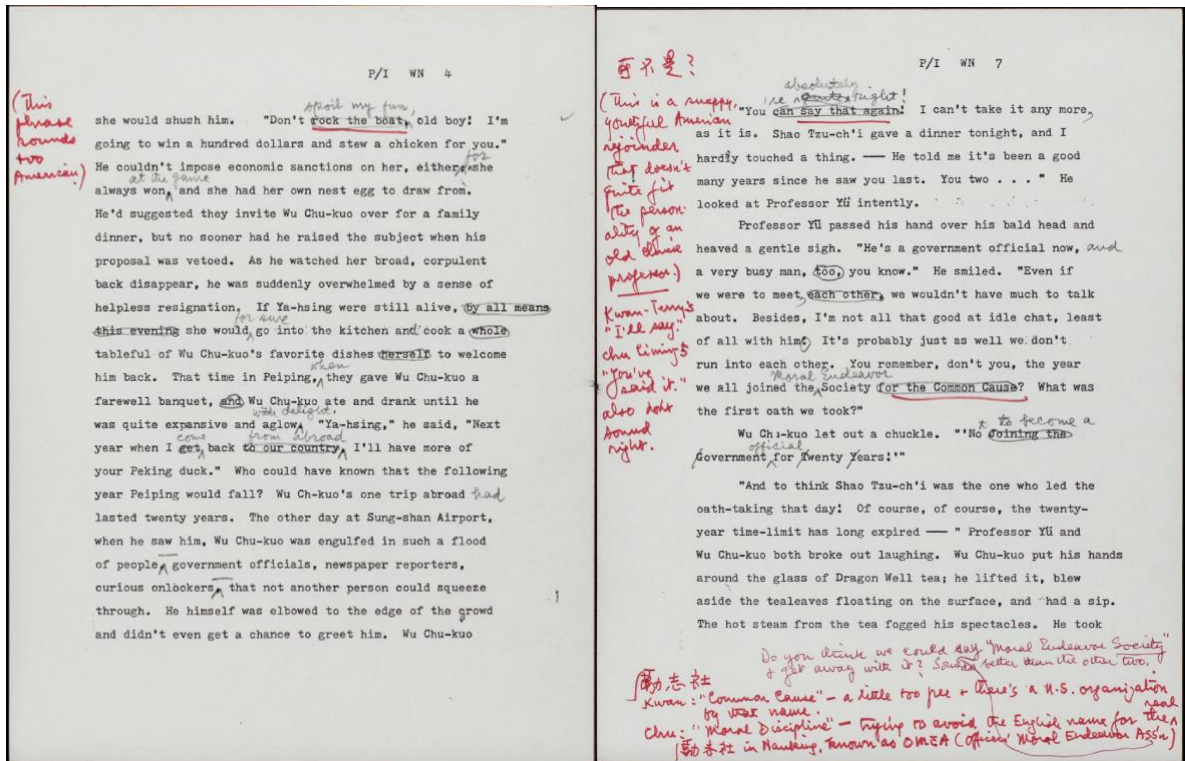 P/I WN 4
(This
phrase
sounds
too
American.)
spoil my fun,
he would shush him. "Don't rock the boat, old boy! I'm
going to win a hundred dollars and stew a chicken for you."
for
He couldn't impose economic sanctions on her, either, she
at the game
always won, and she had her own nest egg to draw from.
He'd suggested they invite Wu Chu-kuo over for a family
dinner, but no sooner had he raised the subject when his
proposal was vetoed. As he watched her broad, corpulent
back disappear, he was suddenly overwhelmed by a sense of
helpless resignation. If Ya-hsing were still alive, by all means
for sure
this evening she would go into the kitchen and cook a whole
tableful of Wu Chu-kuo's favorite dishes herself to welcome
when
him back. That time in Peiping, they gave Wu Chu-kuo a
farewell banquet, and Wu Chu-kuo ate and drank until he
with delight.
was quite expansive and aglow. "Ya-hsing," he said, "Next
come from abroad
year when I get back to our country, I'll have more of
your Peking duck." Who could have known that the following
year Peiping would fall? Wu Ch-kuo's one trip abroad had
lasted twenty years. The other day at Sung-shan Airport,
when he saw him, Wu Chu-kuo was engulfed in such a flood
of people, government officials, newspaper reporters,
curious onlookers, that not another person could squeeze
through. He himself was elbowed to the edge of the growd
and didn't even get a chance to greet him. Wu Chu-kuo
P/I WN 7
可不是?
(This is a snappy,
youthful American
rejoinder
that doesn't
quite fit
the person-
ality of an
old Chinese
professor.)
Kwan-Terry's
"I'll say."
Chu Limin's
"You've
said it."
also don't
sound
right.
absolutely
're quite right!
"You can say that again! I can't take it any more,
as it is. Shao Tzu-ch'i gave a dinner tonight, and I
hardly touched a thing. — He told me it's been a good
many years since he saw you last. You two . . . " He
looked at Professor Yü intently.
Professor Yü passed his hand over his bald head and
heaved a gentle sigh. "He's a government official now, and
a very busy man, too, you know." He smiled. "Even if
we were to meet each other, we wouldn't have much to talk
about. Besides, I'm not all that good at idle chat, least
of all with him. It's probably just as well we don't
run into each other. You remember, don't you, the year
Moral Endeavor
we all joined the Society for the Common Cause? What was
the first oath we took?"
to become a
Wu Chu-kuo let out a chuckle. "'No Joining the
official
Government for Twenty Years!'"
"And to think Shao Tzu-ch'i was the one who led the
oath-taking that day! Of course, of course, the twenty-
year time-limit has long expired — " Professor Yü and
Wu Chu-kuo both broke out laughing. Wu Chu-kuo put his hands
around the glass of Dragon Well tea; he lifted it, blew
aside the tealeaves floating on the surface, and had a sip.
The hot steam from the tea fogged his spectacles. He took
Do you think we could say "Moral Endeavor Society"
& get away with it? Sounds better than the other two.
勵志社
Kwan: "Common Cause" — a little too pee + there's a U.S. organization
by that name.
Chu: "Moral Discipline" — trying to avoid the English name for the real
勵志社 in Nanking, known as OMEA (Officers' Moral Endeavor Ass'n)